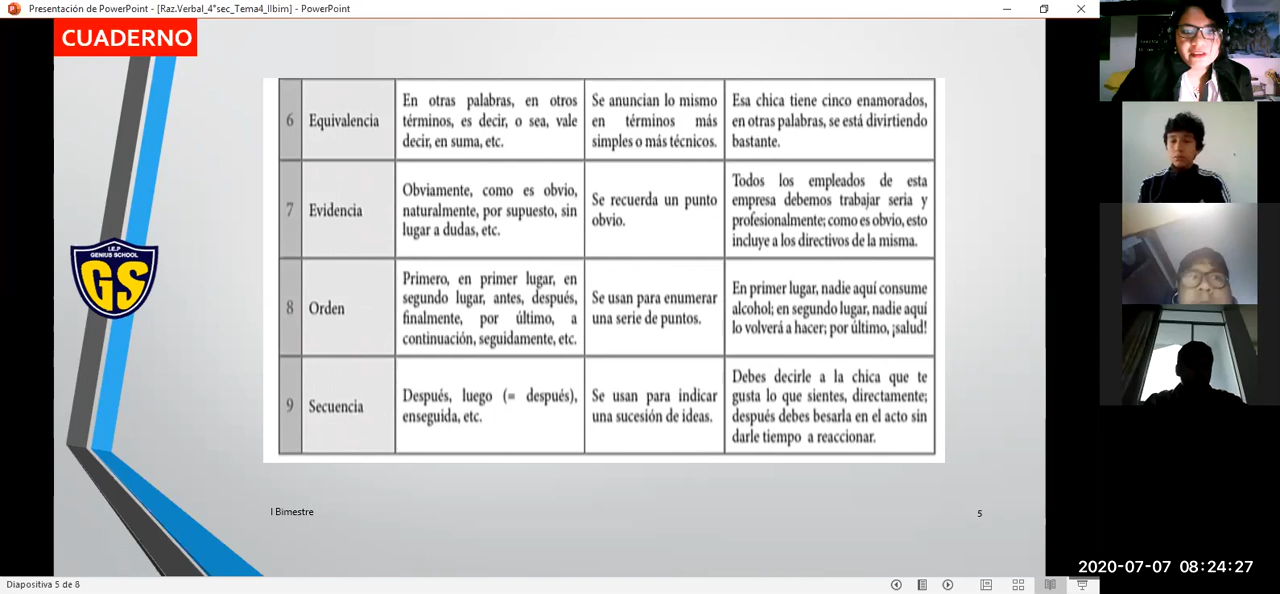 Presentación de PowerPoint - [Raz.Verbal_4°sec_Tema4_IIbim] - PowerPoint
CUADERNO
I.E.P
GENIUS SCHOOL
GS
6
Equivalencia
En otras palabras, en otros
términos, es decir, o sea, vale
decir, en suma, etc.
Se anuncian lo mismo
en términos más
simples o más técnicos.
Esa chica tiene cinco enamorados,
en otras palabras, se está divirtiendo
bastante.
7
Evidencia
Obviamente, como es obvio,
naturalmente, por supuesto, sin
lugar a dudas, etc.
Se recuerda un punto
obvio.
Todos los empleados de esta
empresa debemos trabajar seria y
profesionalmente; como es obvio, esto
incluye a los directivos de la misma.
8
Orden
Primero, en primer lugar, en
segundo lugar, antes, después,
finalmente, por último, a
continuación, seguidamente, etc.
Se usan para enumerar
una serie de puntos.
En primer lugar, nadie aquí consume
alcohol; en segundo lugar, nadie aquí
lo volverá a hacer; por último, ¡salud!
9
Secuencia
Después, luego (= después),
enseguida, etc.
Se usan para indicar
una sucesión de ideas.
Debes decirle a la chica que te
gusta lo que sientes, directamente;
después debes besarla en el acto sin
darle tiempo a reaccionar.
I Bimestre
5
Diapositiva 5 de 8
2020-07-07 08:24:27